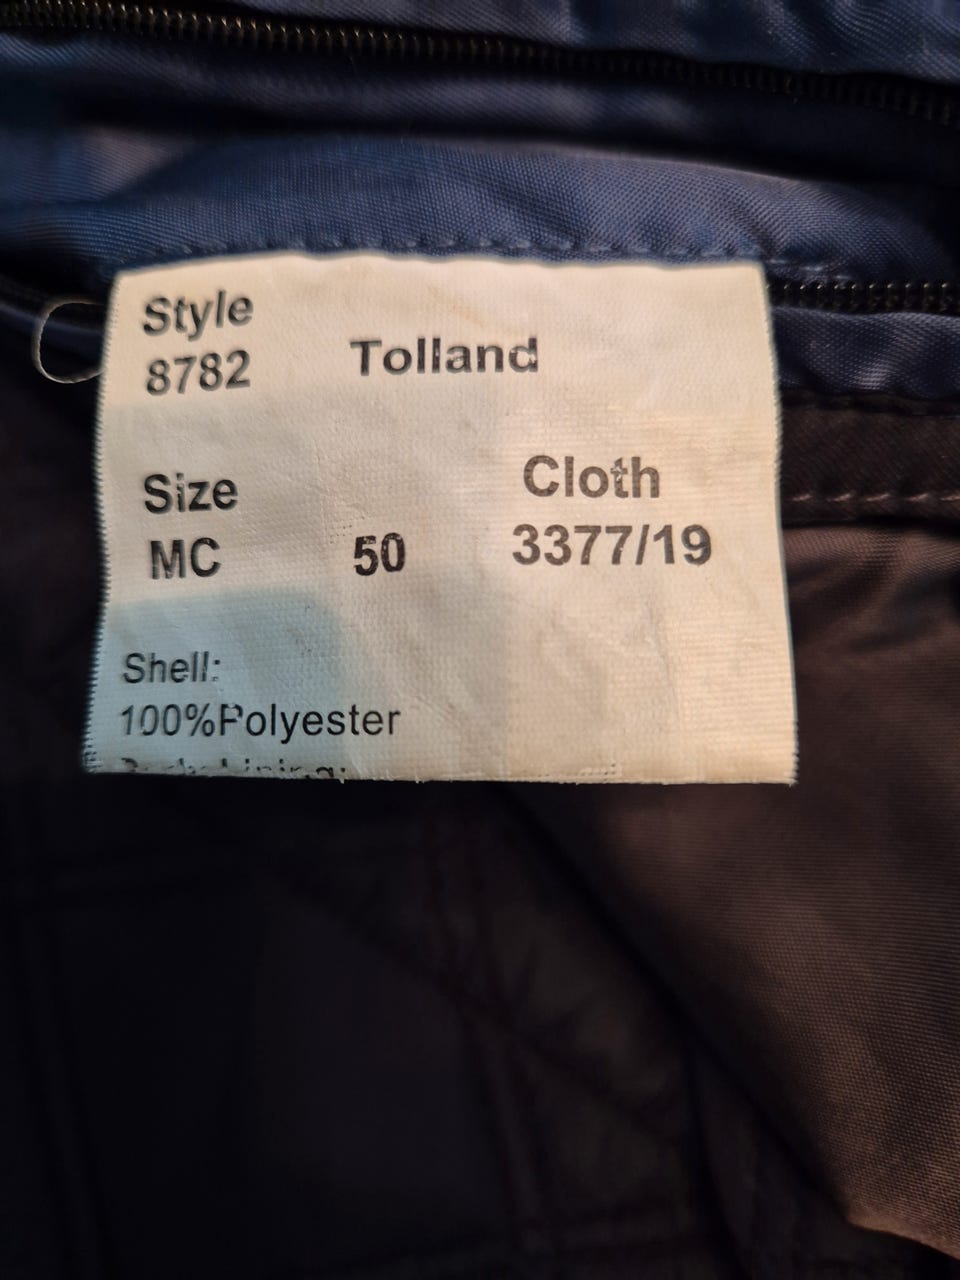 Style
8782 Tolland
Size Cloth
MC 50 3377/19
Shell:
100%Polyester